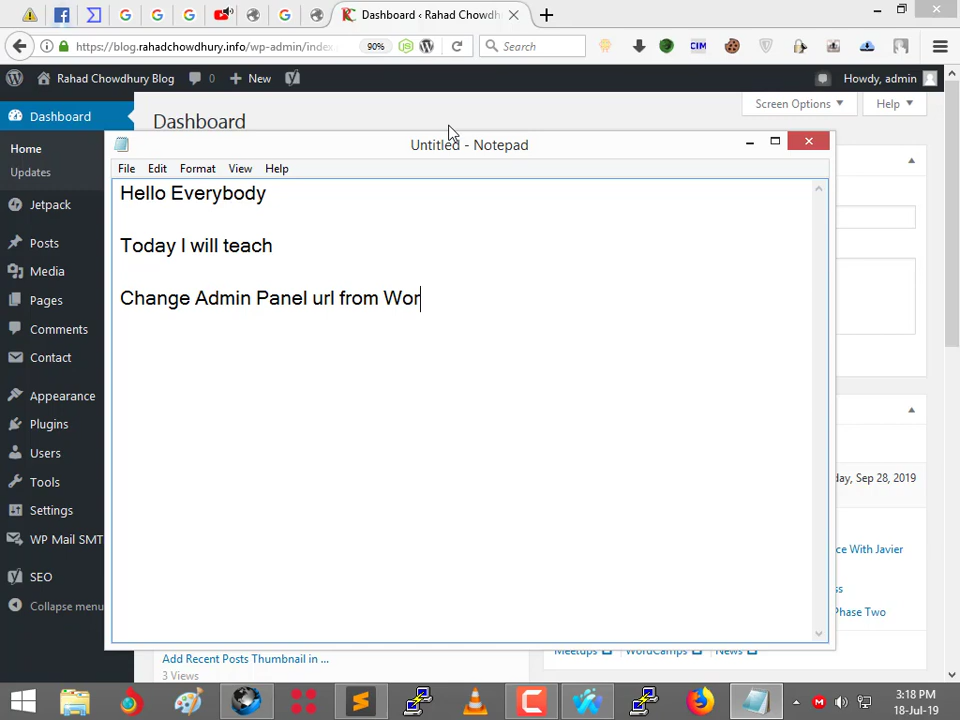 Dashboard ‹ Rahad Chowdh
https://blog.rahadchowdhury.info/wp-admin/index
90%
Search
CIM
Rahad Chowdhury Blog
0
New
Howdy, admin
Dashboard
Screen Options
Help
Dashboard
Home
Updates
Jetpack
Posts
Media
Pages
Comments
Contact
Appearance
Plugins
Users
Tools
Settings
WP Mail SMT
SEO
Collapse menu
Untitled - Notepad
File Edit Format View Help
Hello Everybody
Today I will teach
Change Admin Panel url from Wor
day, Sep 28, 2019
ce With Javier
ss
Phase Two
Meetups
WordCamps
News
Add Recent Posts Thumbnail in ...
3 Views
3:18 PM
18-Jul-19